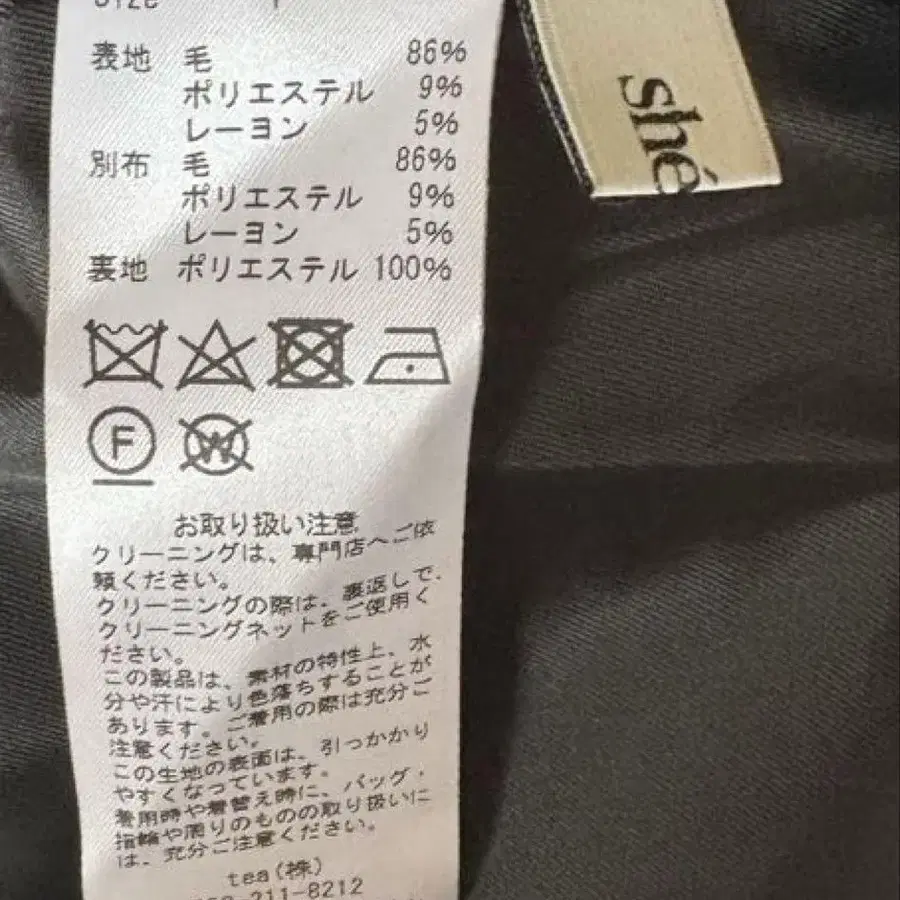 表地 毛 86%
ポリエステル 9%
レーヨン 5%
別布 毛 86%
ポリエステル 9%
レーヨン 5%
裏地 ポリエステル 100%
F
W
お取り扱い注意
クリーニングは、専門店へご依
頼ください。
クリーニングの際は、裏返しで、
クリーニングネットをご使用く
ださい。
この製品は、素材の特性上、水
分や汗により色落ちすることが
あります。ご着用の際は充分ご
注意ください。
この生地の表面は、引っかかり
やすくなっています。
着用時や着替え時に、バッグ・
指輪や周りのものの取り扱いに
は、充分ご注意ください。
tea(株)
211-8212
shé